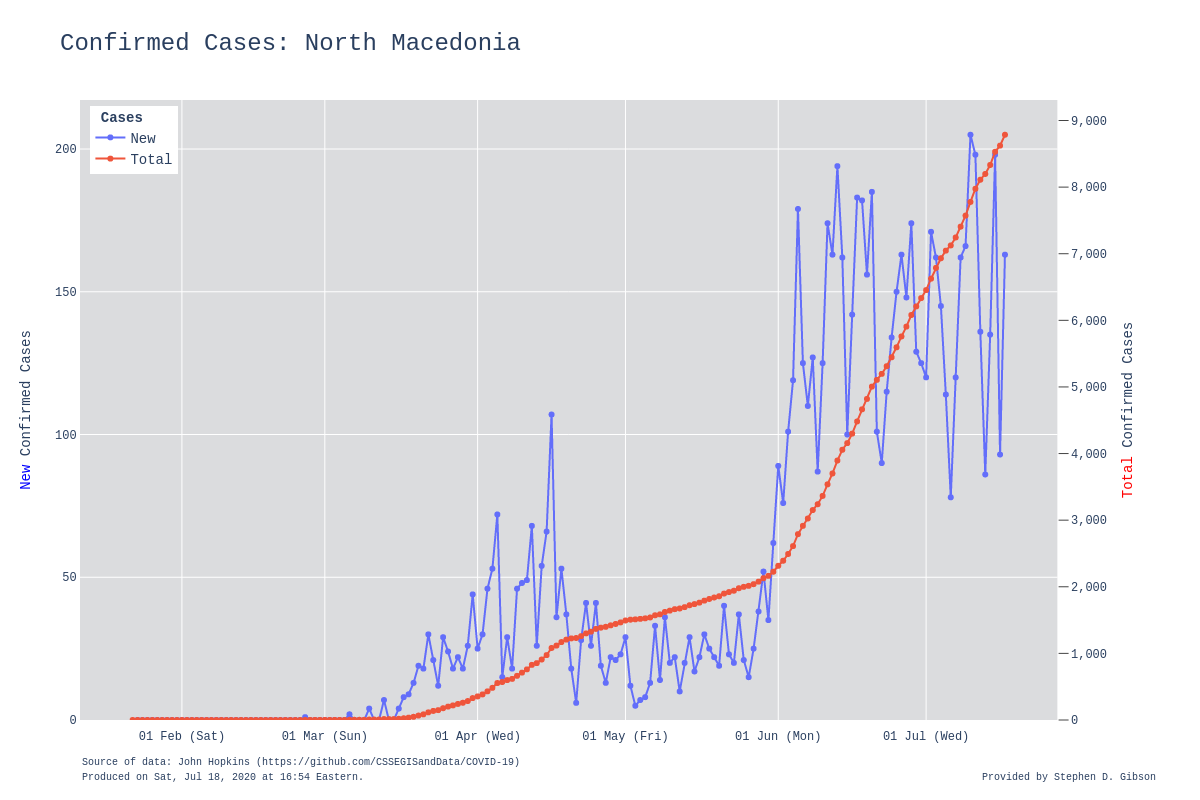 Confirmed Cases: North Macedonia
Cases
New
Total
200
150
100
50
0
9,000
8,000
7,000
6,000
5,000
4,000
3,000
2,000
1,000
0
New Confirmed Cases
Total Confirmed Cases
01 Feb (Sat)
01 Mar (Sun)
01 Apr (Wed)
01 May (Fri)
01 Jun (Mon)
01 Jul (Wed)
Source of data: John Hopkins (https://github.com/CSSEGISandData/COVID-19)
Produced on Sat, Jul 18, 2020 at 16:54 Eastern.
Provided by Stephen D. Gibson